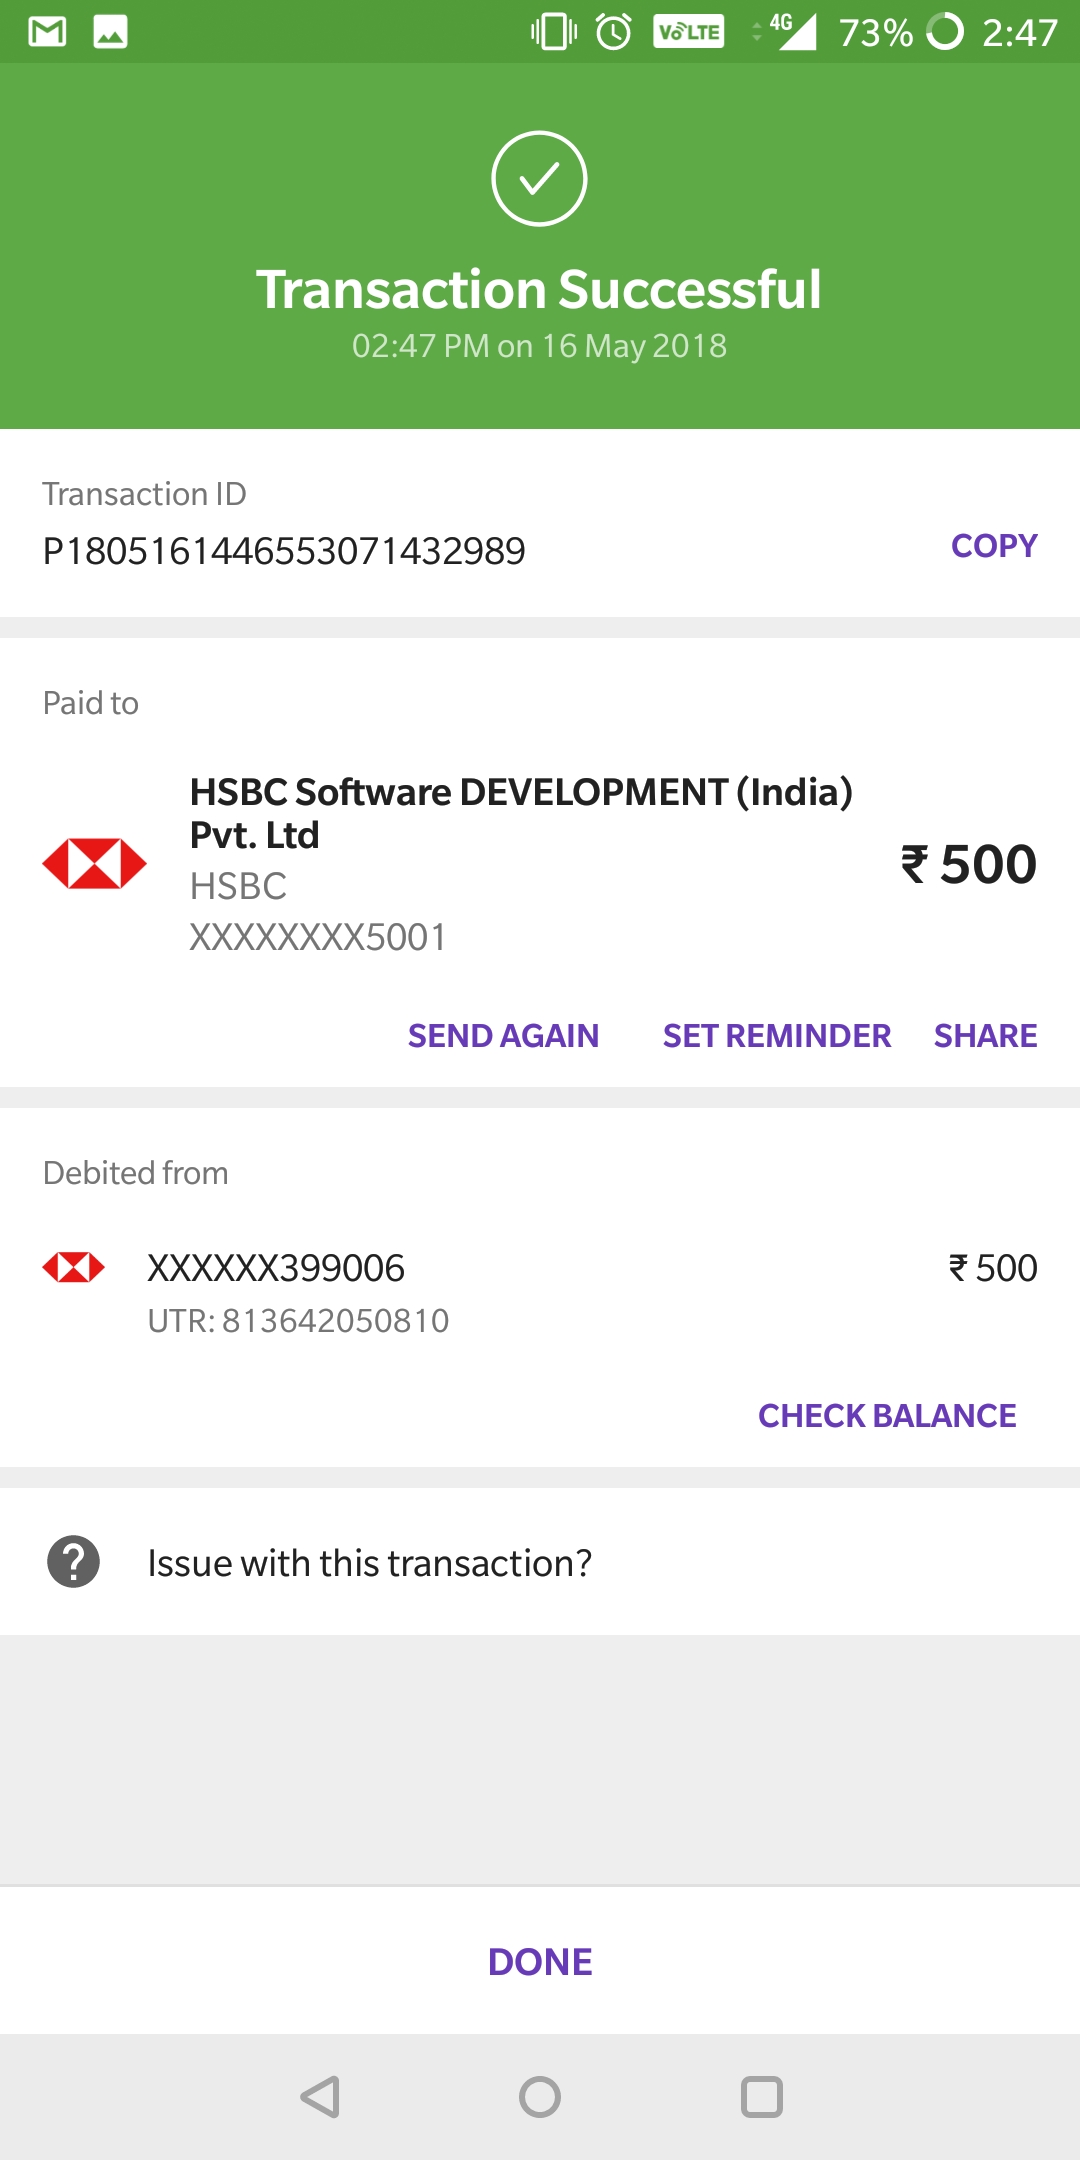 VoLTE 4G 73% 2:47
Transaction Successful
02:47 PM on 16 May 2018
Transaction ID
P1805161446553071432989
COPY
Paid to
HSBC Software DEVELOPMENT (India)
Pvt. Ltd
HSBC
XXXXXXXX5001
₹ 500
SEND AGAIN SET REMINDER SHARE
Debited from
XXXXXX399006 ₹ 500
UTR: 813642050810
CHECK BALANCE
Issue with this transaction?
DONE